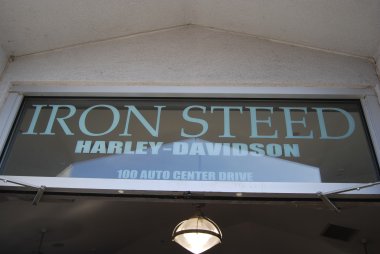 IRON STEED
HARLEY-DAVIDSON
100 AUTO CENTER DRIVE